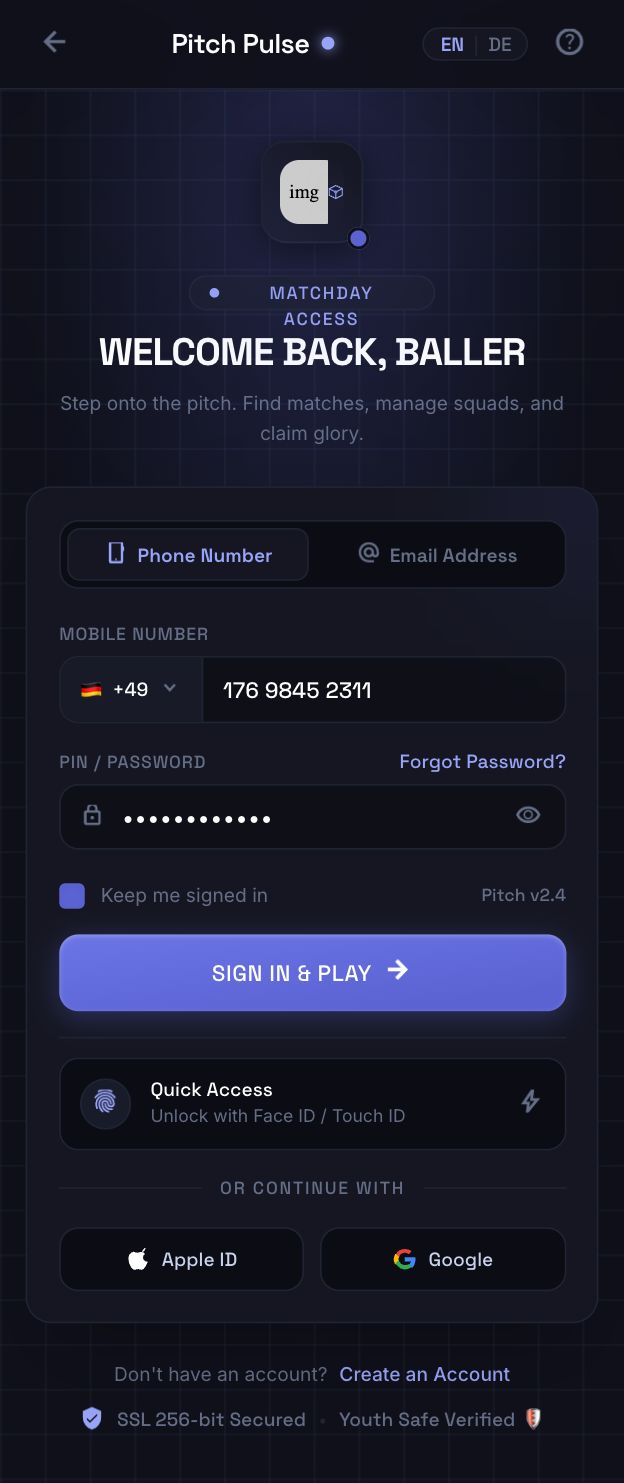 Pitch Pulse
EN | DE
img
MATCHDAY
ACCESS
WELCOME BACK, BALLER
Step onto the pitch. Find matches, manage squads, and
claim glory.
Phone Number
Email Address
MOBILE NUMBER
+49
176 9845 2311
PIN / PASSWORD
Forgot Password?
••••••••••••
Keep me signed in
Pitch v2.4
SIGN IN & PLAY →
Quick Access
Unlock with Face ID / Touch ID
OR CONTINUE WITH
Apple ID
Google
Don't have an account? Create an Account
SSL 256-bit Secured • Youth Safe Verified